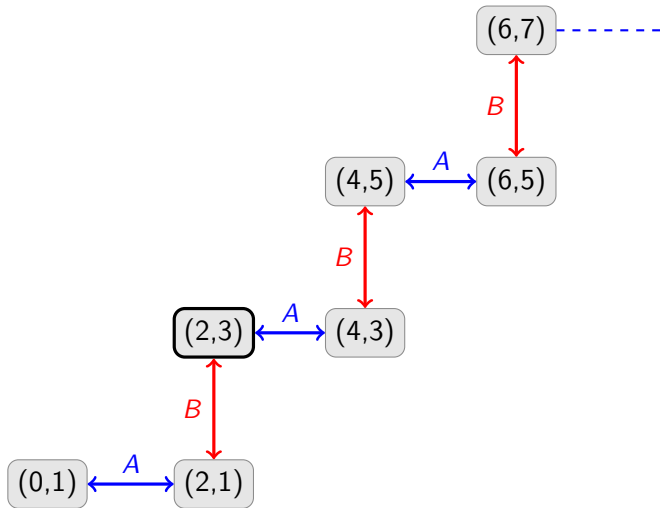 (6,7)
B
A
(4,5)
(6,5)
B
A
(2,3)
(4,3)
B
A
(0,1)
(2,1)